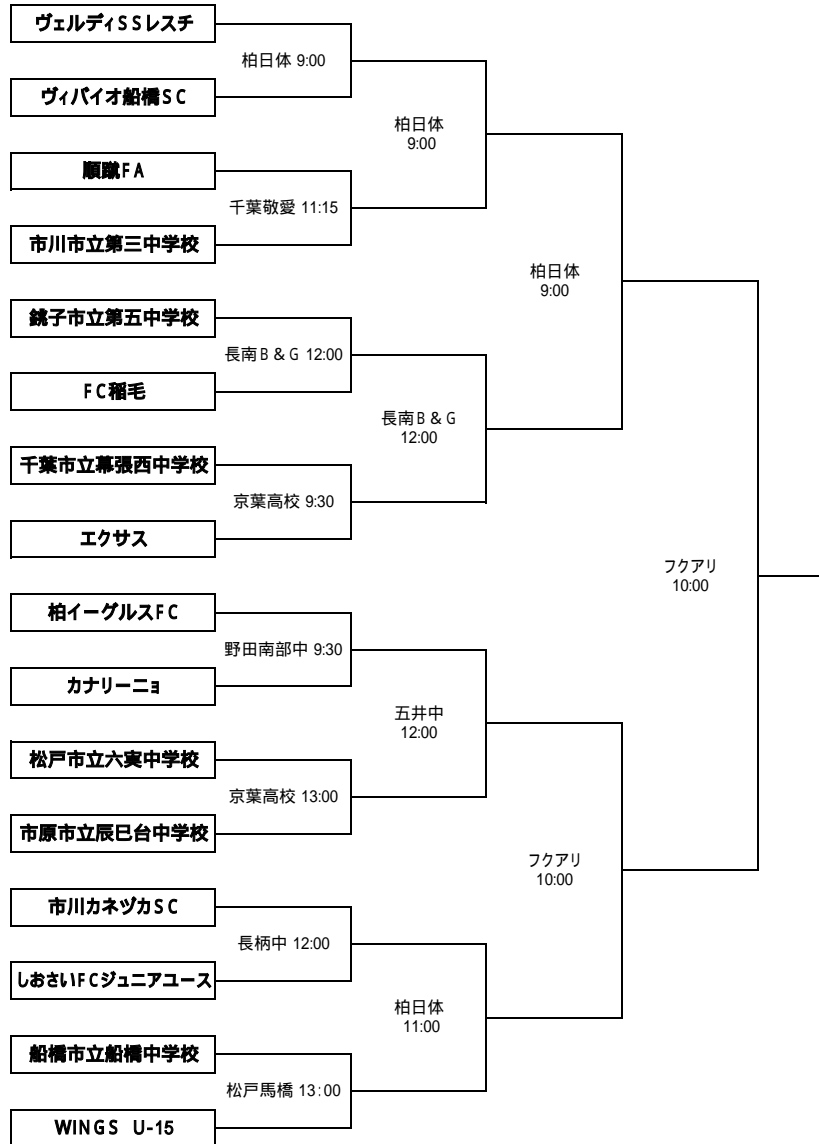 ヴェルディSSレスチ
柏日体 9:00
ヴィバイオ船橋SC
柏日体
9:00
順蹴FA
千葉敬愛 11:15
市川市立第三中学校
柏日体
9:00
銚子市立第五中学校
長南B&G 12:00
FC稲毛
長南B&G
12:00
千葉市立幕張西中学校
京葉高校 9:30
エクサス
フクアリ
10:00
柏イーグルスFC
野田南部中 9:30
カナリーニョ
五井中
12:00
松戸市立六実中学校
京葉高校 13:00
市原市立辰巳台中学校
フクアリ
10:00
市川カネヅカSC
長柄中 12:00
しおさいFCジュニアユース
柏日体
11:00
船橋市立船橋中学校
松戸馬橋 13:00
WINGS U-15